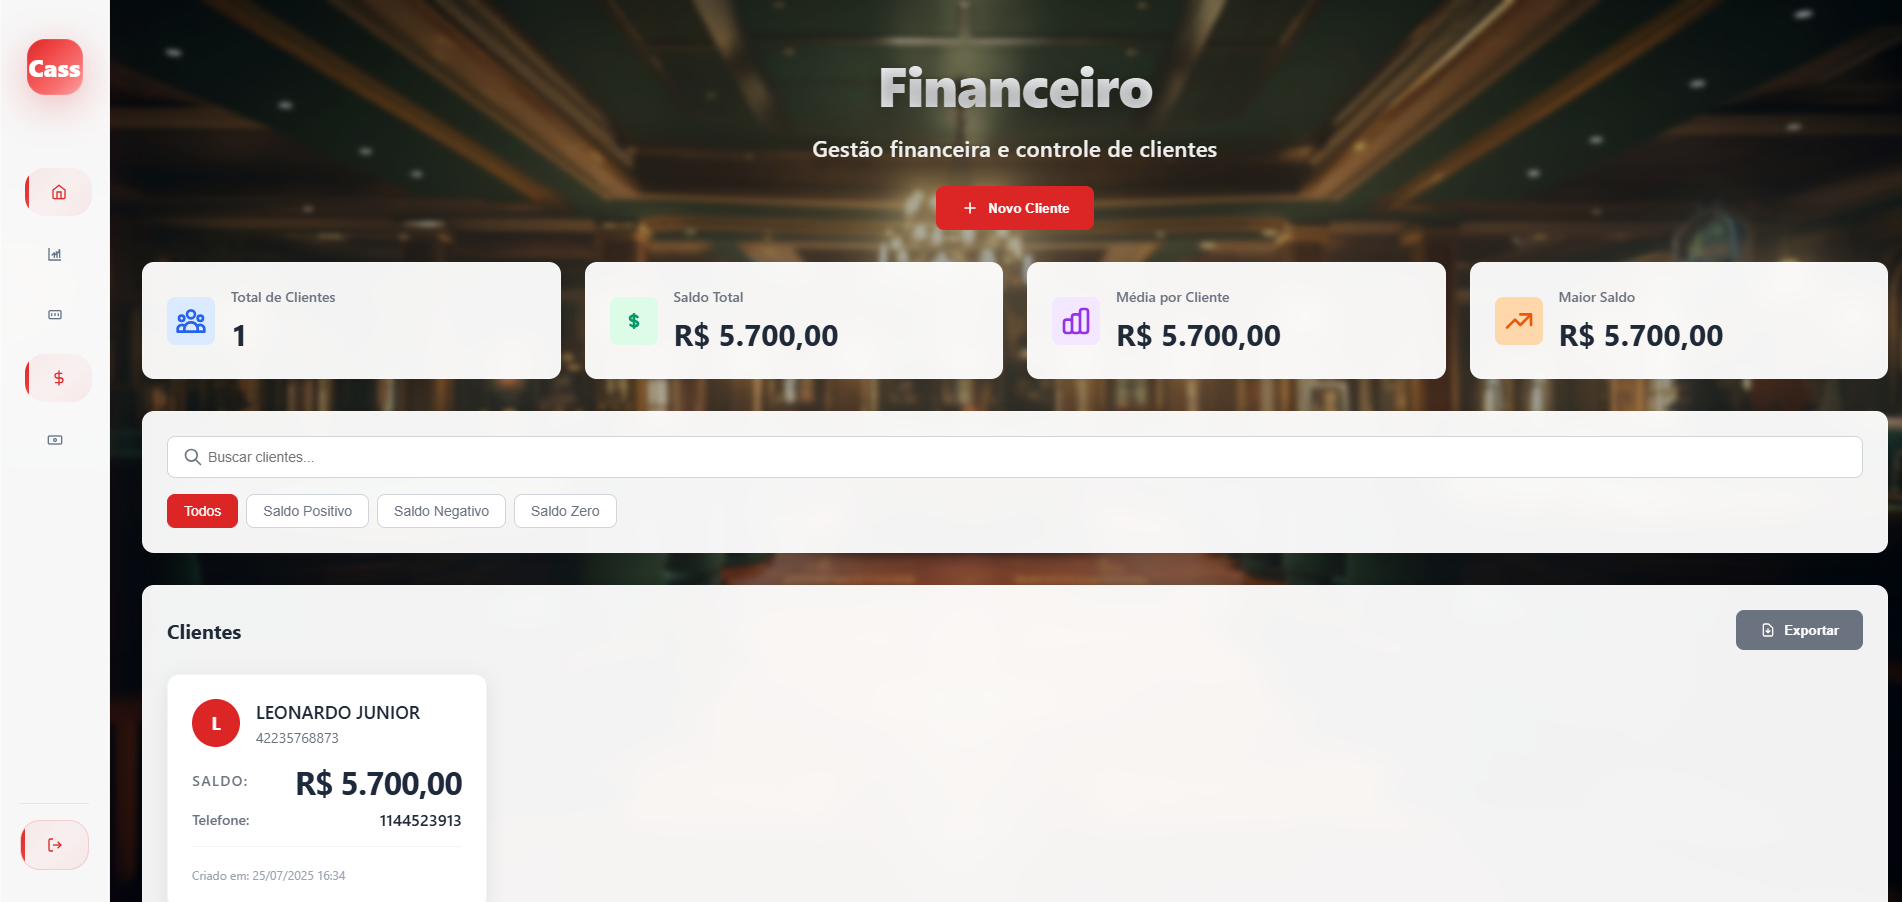 Cass
Financeiro
Gestão financeira e controle de clientes
Novo Cliente
Total de Clientes
1
Saldo Total
R$ 5.700,00
Média por Cliente
R$ 5.700,00
Maior Saldo
R$ 5.700,00
Buscar clientes...
Todos
Saldo Positivo
Saldo Negativo
Saldo Zero
Clientes
Exportar
L
LEONARDO JUNIOR
42235768873
SALDO: R$ 5.700,00
Telefone: 1144523913
Criado em: 25/07/2025 16:34